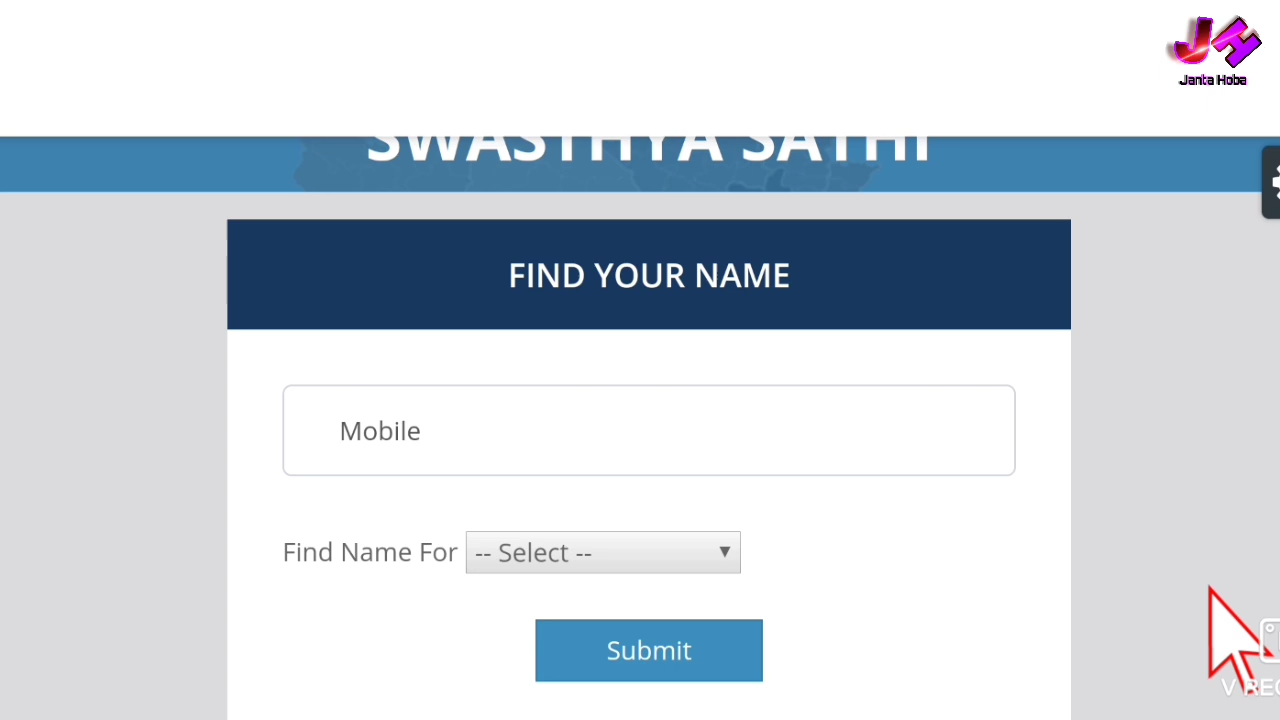 Janta Hoba
SWASTHYA SATHI
FIND YOUR NAME
Mobile
Find Name For -- Select --
Submit